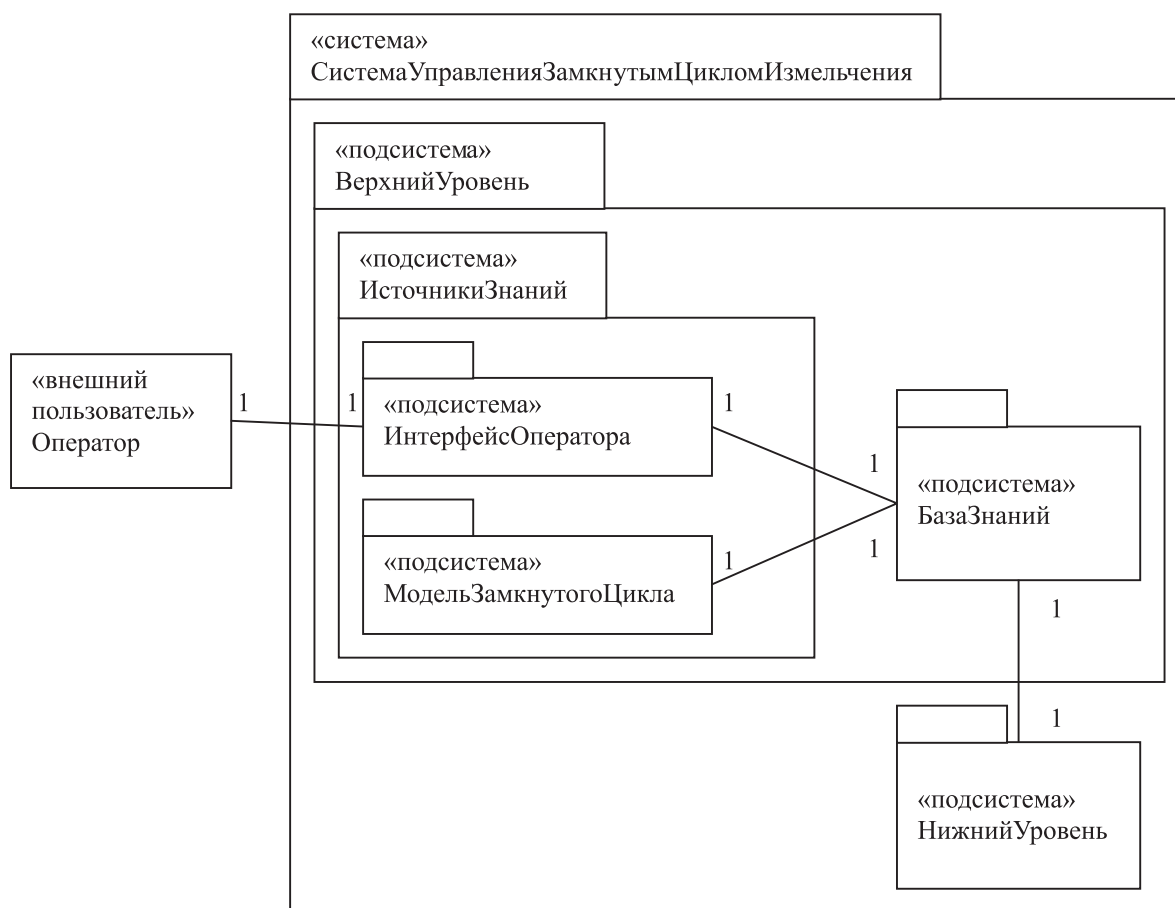 «система»
СистемаУправленияЗамкнутымЦикломИзмельчения
«подсистема»
ВерхнийУровень
«подсистема»
ИсточникиЗнаний
«внешний
пользователь»
Оператор
1
1
«подсистема»
ИнтерфейсОператора
1
1
«подсистема»
МодельЗамкнутогоЦикла
1
1
«подсистема»
БазаЗнаний
1
1
«подсистема»
НижнийУровень